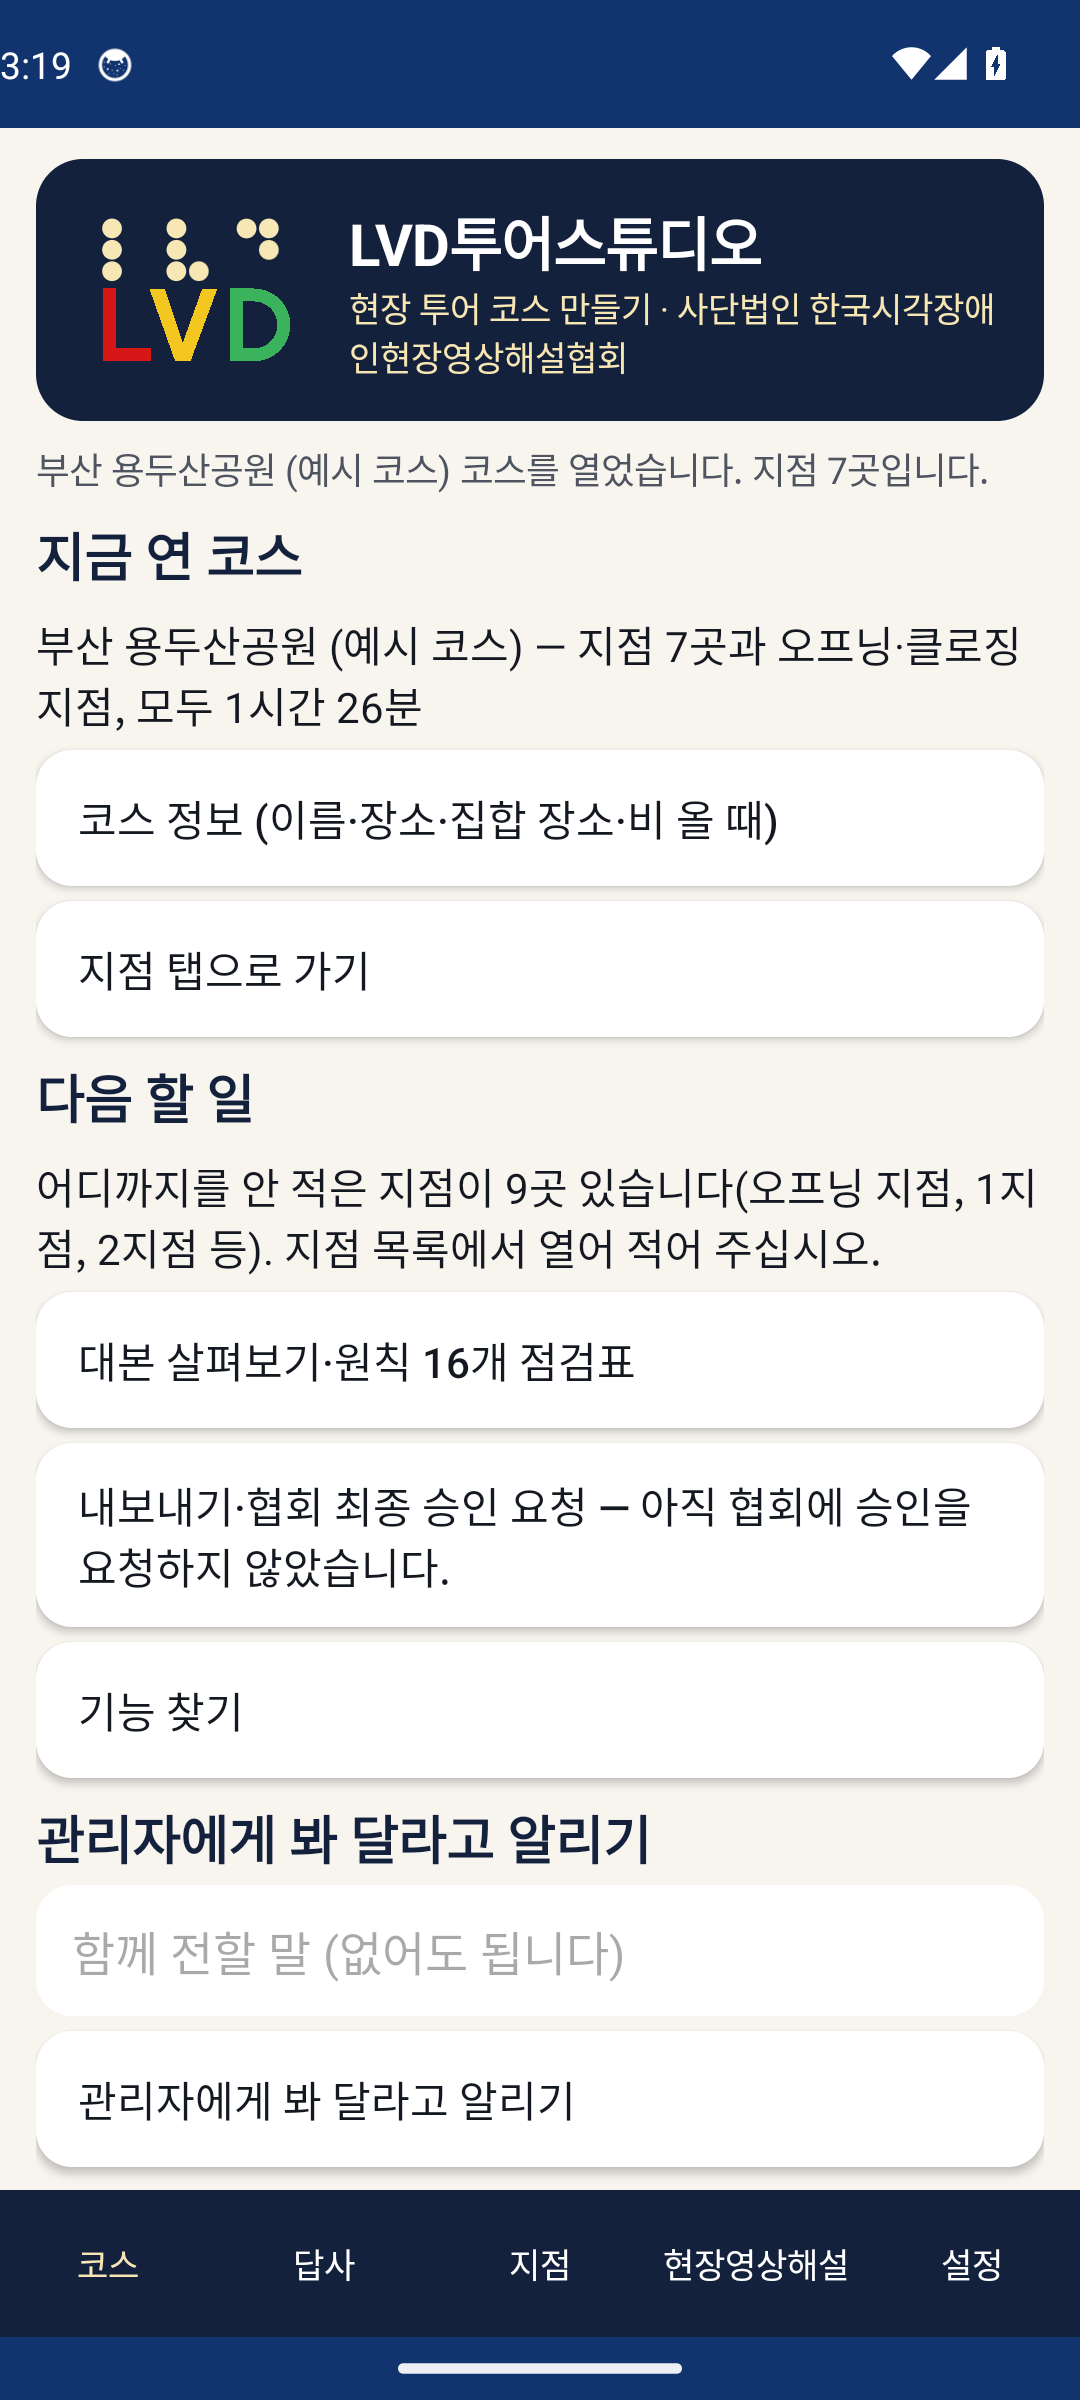 3:19
LVD
LVD투어스튜디오
현장 투어 코스 만들기 · 사단법인 한국시각장애
인현장영상해설협회
부산 용두산공원 (예시 코스) 코스를 열었습니다. 지점 7곳입니다.
지금 연 코스
부산 용두산공원 (예시 코스) – 지점 7곳과 오프닝·클로징
지점, 모두 1시간 26분
코스 정보 (이름·장소·집합 장소·비 올 때)
지점 탭으로 가기
다음 할 일
어디까지를 안 적은 지점이 9곳 있습니다(오프닝 지점, 1지
점, 2지점 등). 지점 목록에서 열어 적어 주십시오.
대본 살펴보기·원칙 16개 점검표
내보내기·협회 최종 승인 요청 – 아직 협회에 승인을
요청하지 않았습니다.
기능 찾기
관리자에게 봐 달라고 알리기
함께 전할 말 (없어도 됩니다)
관리자에게 봐 달라고 알리기
코스 답사 지점 현장영상해설 설정